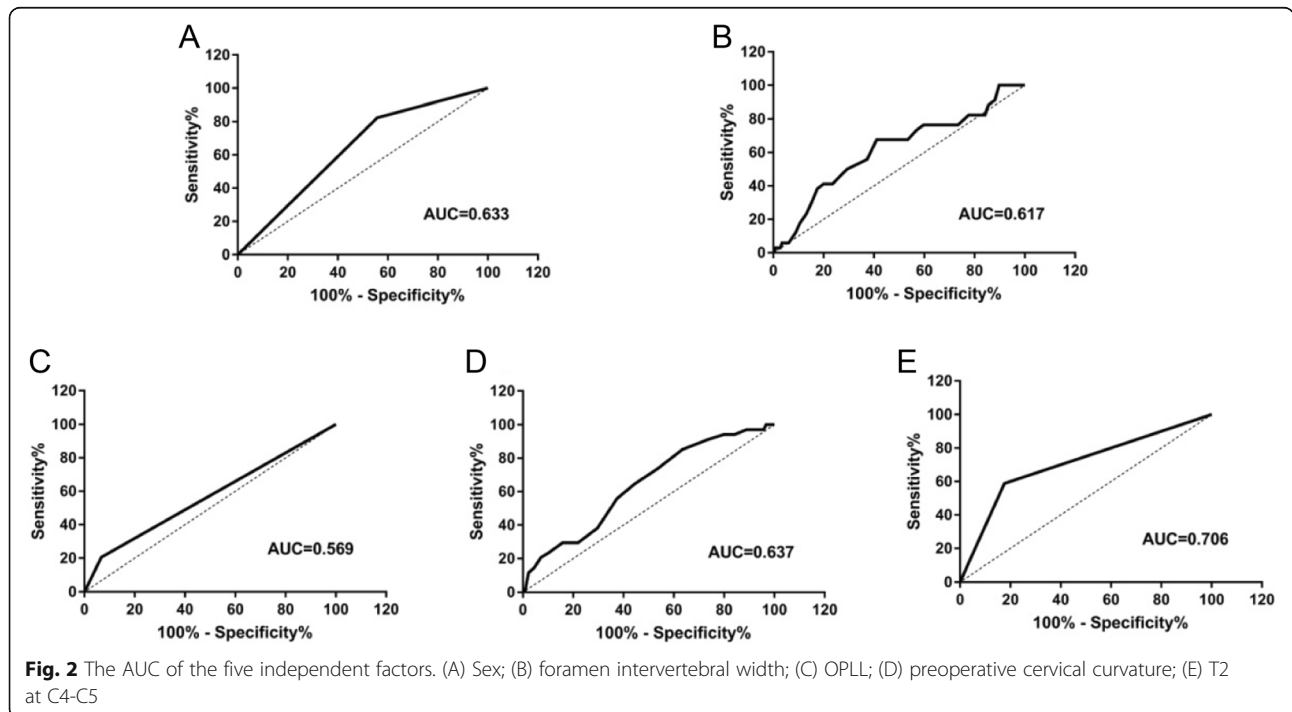 A
120
100
80
60
40
20
0
Sensitivity%
AUC=0.633
0 20 40 60 80 100 120
100% - Specificity%
B
120
100
80
60
40
20
0
Sensitivity%
AUC=0.617
0 20 40 60 80 100 120
100% - Specificity%
C
120
100
80
60
40
20
0
Sensitivity%
AUC=0.569
0 20 40 60 80 100 120
100% - Specificity%
D
120
100
80
60
40
20
0
Sensitivity%
AUC=0.637
0 20 40 60 80 100 120
100% - Specificity%
E
120
100
80
60
40
20
0
Sensitivity%
AUC=0.706
0 20 40 60 80 100 120
100% - Specificity%
Fig. 2 The AUC of the five independent factors. (A) Sex; (B) foramen intervertebral width; (C) OPLL; (D) preoperative cervical curvature; (E) T2
at C4-C5